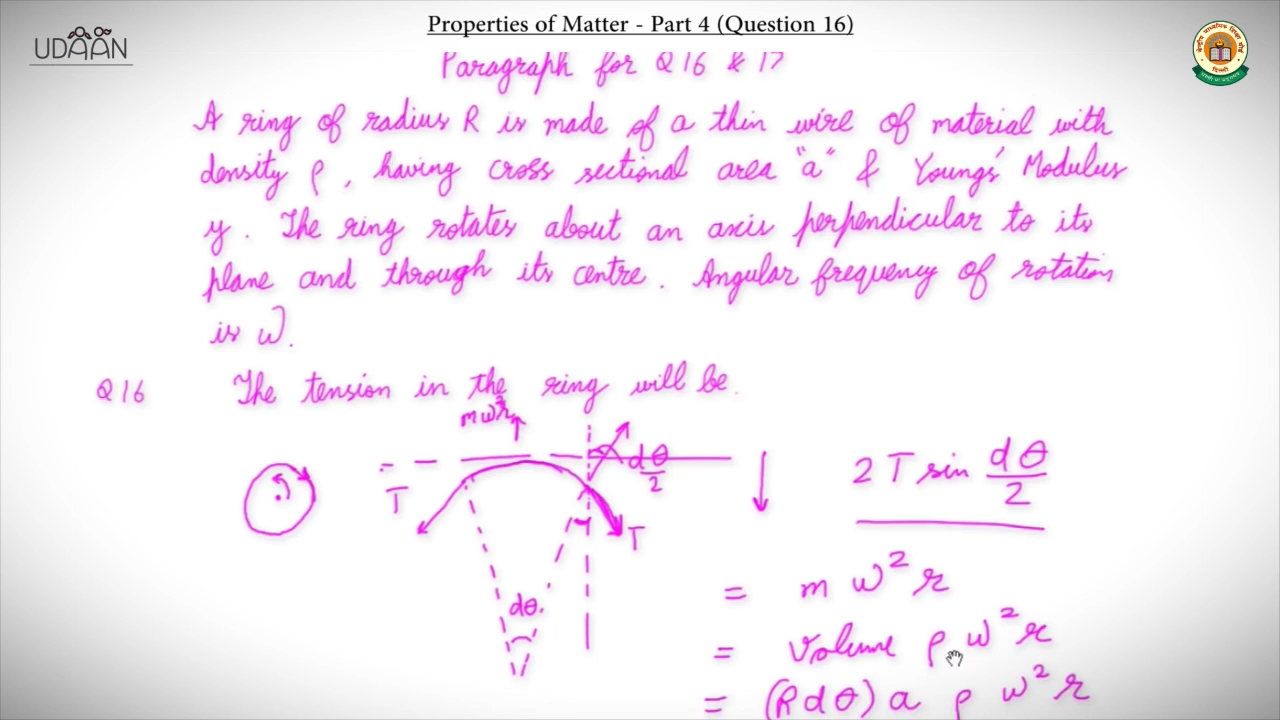 Properties of Matter - Part 4 (Question 16)
UDAAN
Paragraph for Q16 & 17
A ring of radius R is made of a thin wire of material with
density ρ, having cross sectional area "a" & Youngs' Modulus
y. The ring rotates about an axis perpendicular to its
plane and through its centre. Angular frequency of rotation
is ω.
Q16 The tension in the ring will be.
mω²r
dθ/2
T
T
dθ
2T sin dθ/2
= mω²r
= Volume ρ ω²r
= (Rdθ) a ρ ω²r